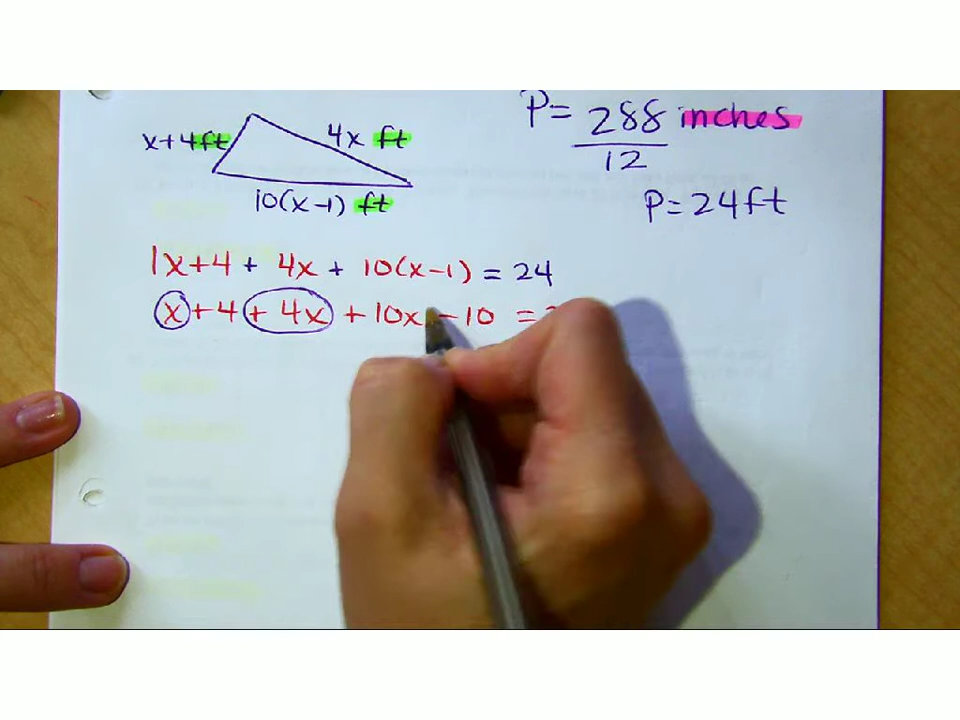 x+4ft
4x ft
10(x-1) ft
P= 288 inches
12
P=24ft
1x+4 + 4x + 10(x-1) = 24
x +4 + 4x + 10x -10 =